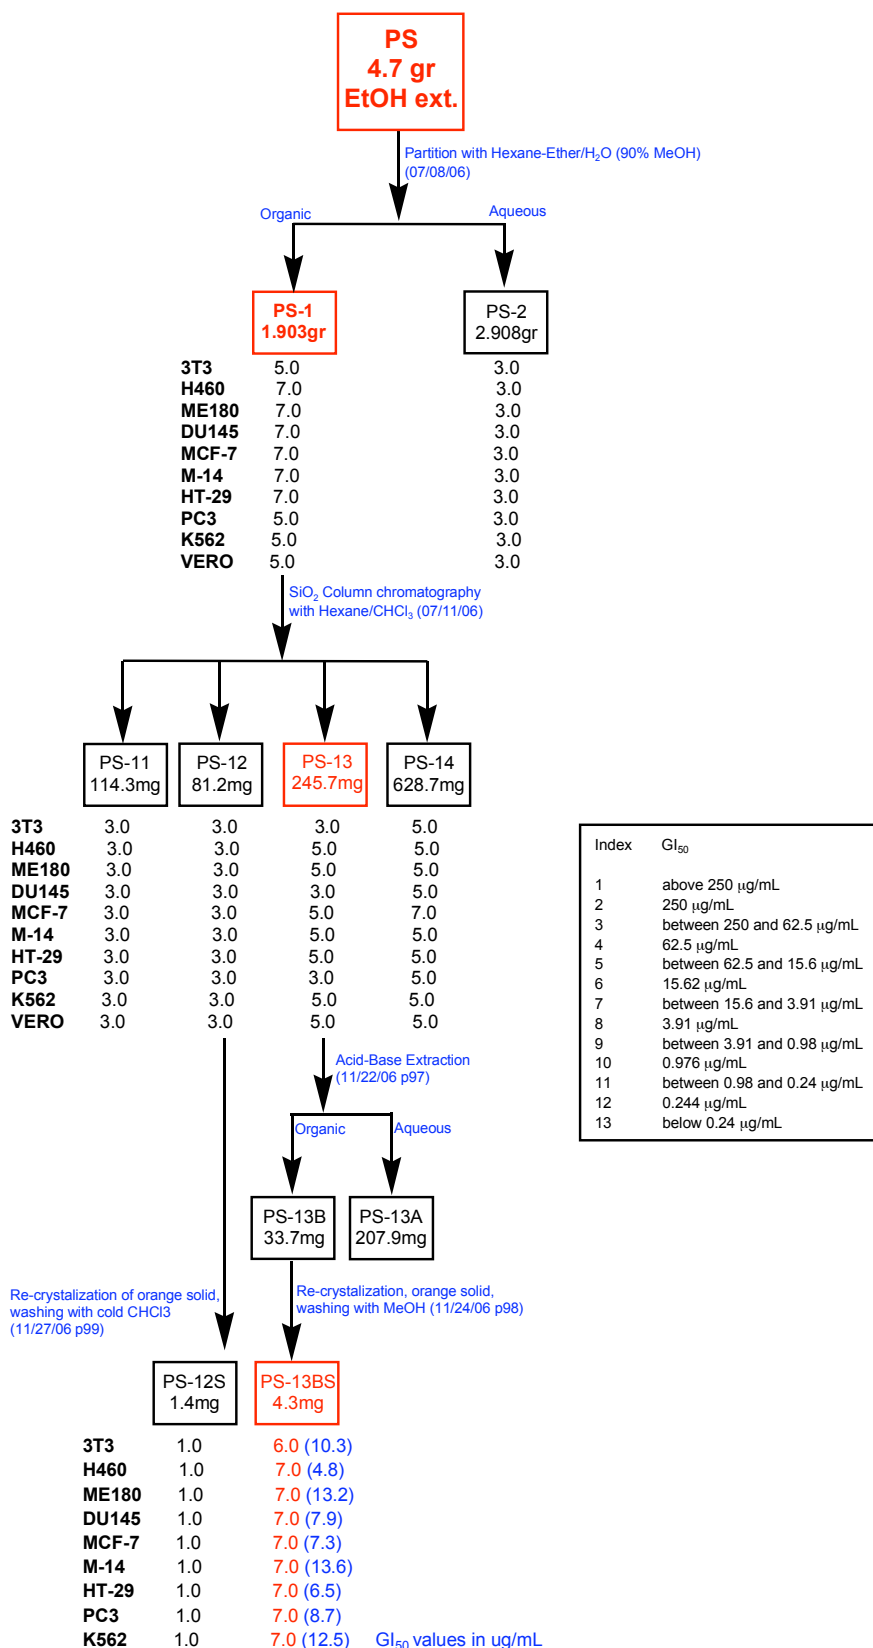 PS
4.7 gr
EtOH ext.
Partition with Hexane-Ether/H₂O (90% MeOH)
(07/08/06)
Organic Aqueous
PS-1 PS-2
1.903gr 2.908gr
3T3 5.0 3.0
H460 7.0 3.0
ME180 7.0 3.0
DU145 7.0 3.0
MCF-7 7.0 3.0
M-14 7.0 3.0
HT-29 7.0 3.0
PC3 5.0 3.0
K562 5.0 3.0
VERO 5.0 3.0
SiO₂ Column chromatography
with Hexane/CHCl₃ (07/11/06)
PS-11 PS-12 PS-13 PS-14
114.3mg 81.2mg 245.7mg 628.7mg
3T3 3.0 3.0 3.0 5.0
H460 3.0 3.0 5.0 5.0
ME180 3.0 3.0 5.0 5.0
DU145 3.0 3.0 3.0 5.0
MCF-7 3.0 3.0 5.0 7.0
M-14 3.0 3.0 5.0 5.0
HT-29 3.0 3.0 5.0 5.0
PC3 3.0 3.0 3.0 5.0
K562 3.0 3.0 5.0 5.0
VERO 3.0 3.0 5.0 5.0
Index GI₅₀
1 above 250 µg/mL
2 250 µg/mL
3 between 250 and 62.5 µg/mL
4 62.5 µg/mL
5 between 62.5 and 15.6 µg/mL
6 15.62 µg/mL
7 between 15.6 and 3.91 µg/mL
8 3.91 µg/mL
9 between 3.91 and 0.98 µg/mL
10 0.976 µg/mL
11 between 0.98 and 0.24 µg/mL
12 0.244 µg/mL
13 below 0.24 µg/mL
Acid-Base Extraction
(11/22/06 p97)
Organic Aqueous
PS-13B PS-13A
33.7mg 207.9mg
Re-crystalization of orange solid,
washing with cold CHCl3
(11/27/06 p99)
Re-crystalization, orange solid,
washing with MeOH (11/24/06 p98)
PS-12S PS-13BS
1.4mg 4.3mg
3T3 1.0 6.0 (10.3)
H460 1.0 7.0 (4.8)
ME180 1.0 7.0 (13.2)
DU145 1.0 7.0 (7.9)
MCF-7 1.0 7.0 (7.3)
M-14 1.0 7.0 (13.6)
HT-29 1.0 7.0 (6.5)
PC3 1.0 7.0 (8.7)
K562 1.0 7.0 (12.5) GI₅₀ values in ug/mL